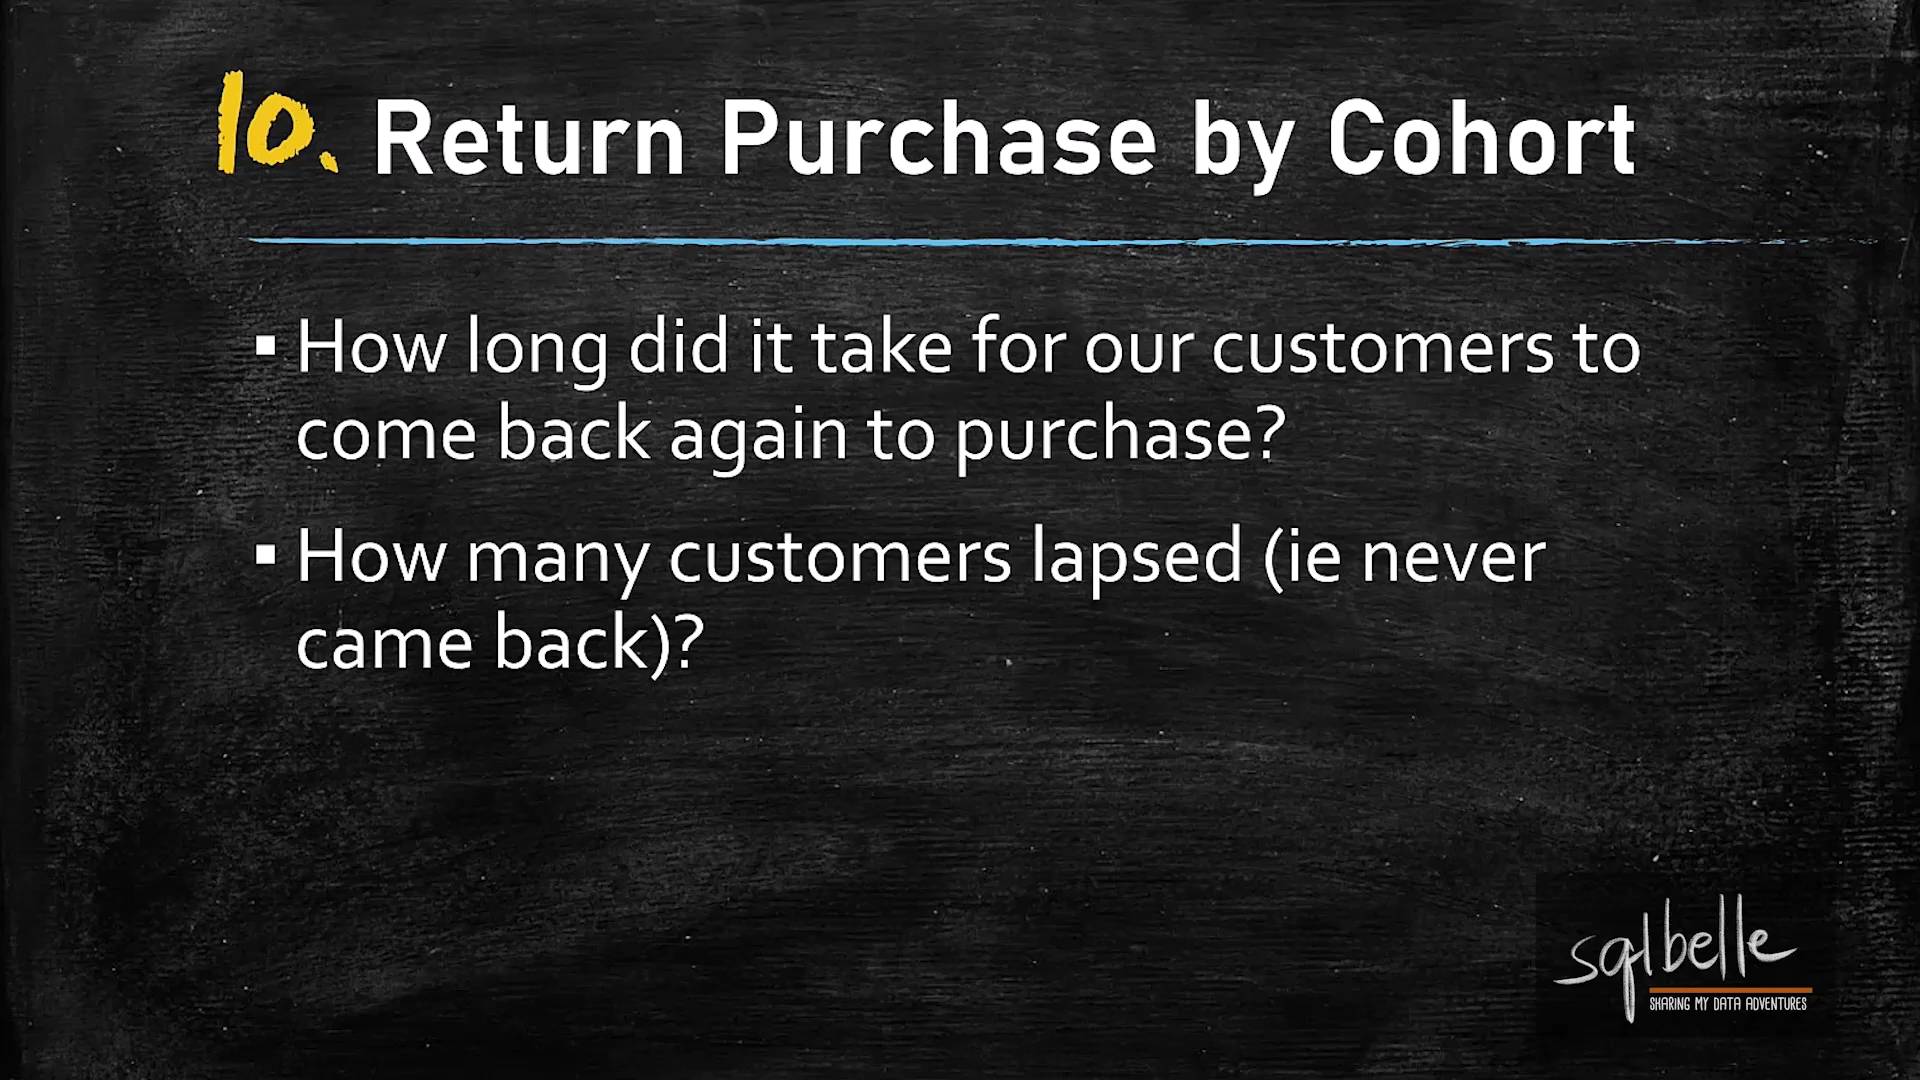 10. Return Purchase by Cohort
▪ How long did it take for our customers to
come back again to purchase?
▪ How many customers lapsed (ie never
came back)?
sqlbelle
SHARING MY DATA ADVENTURES